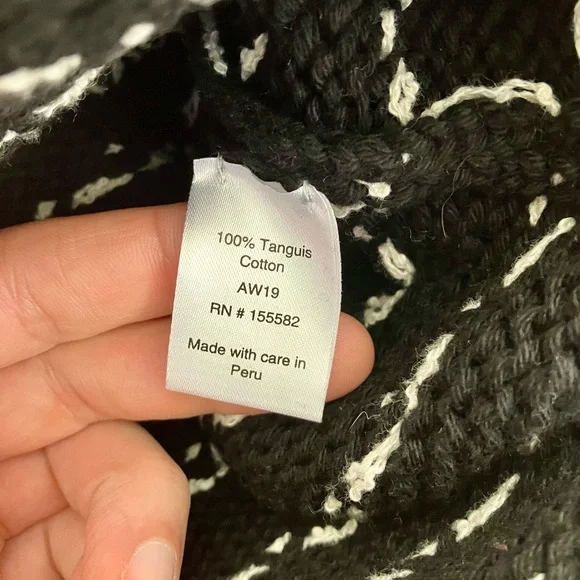 100% Tanguis
Cotton
AW19
RN # 155582
Made with care in
Peru